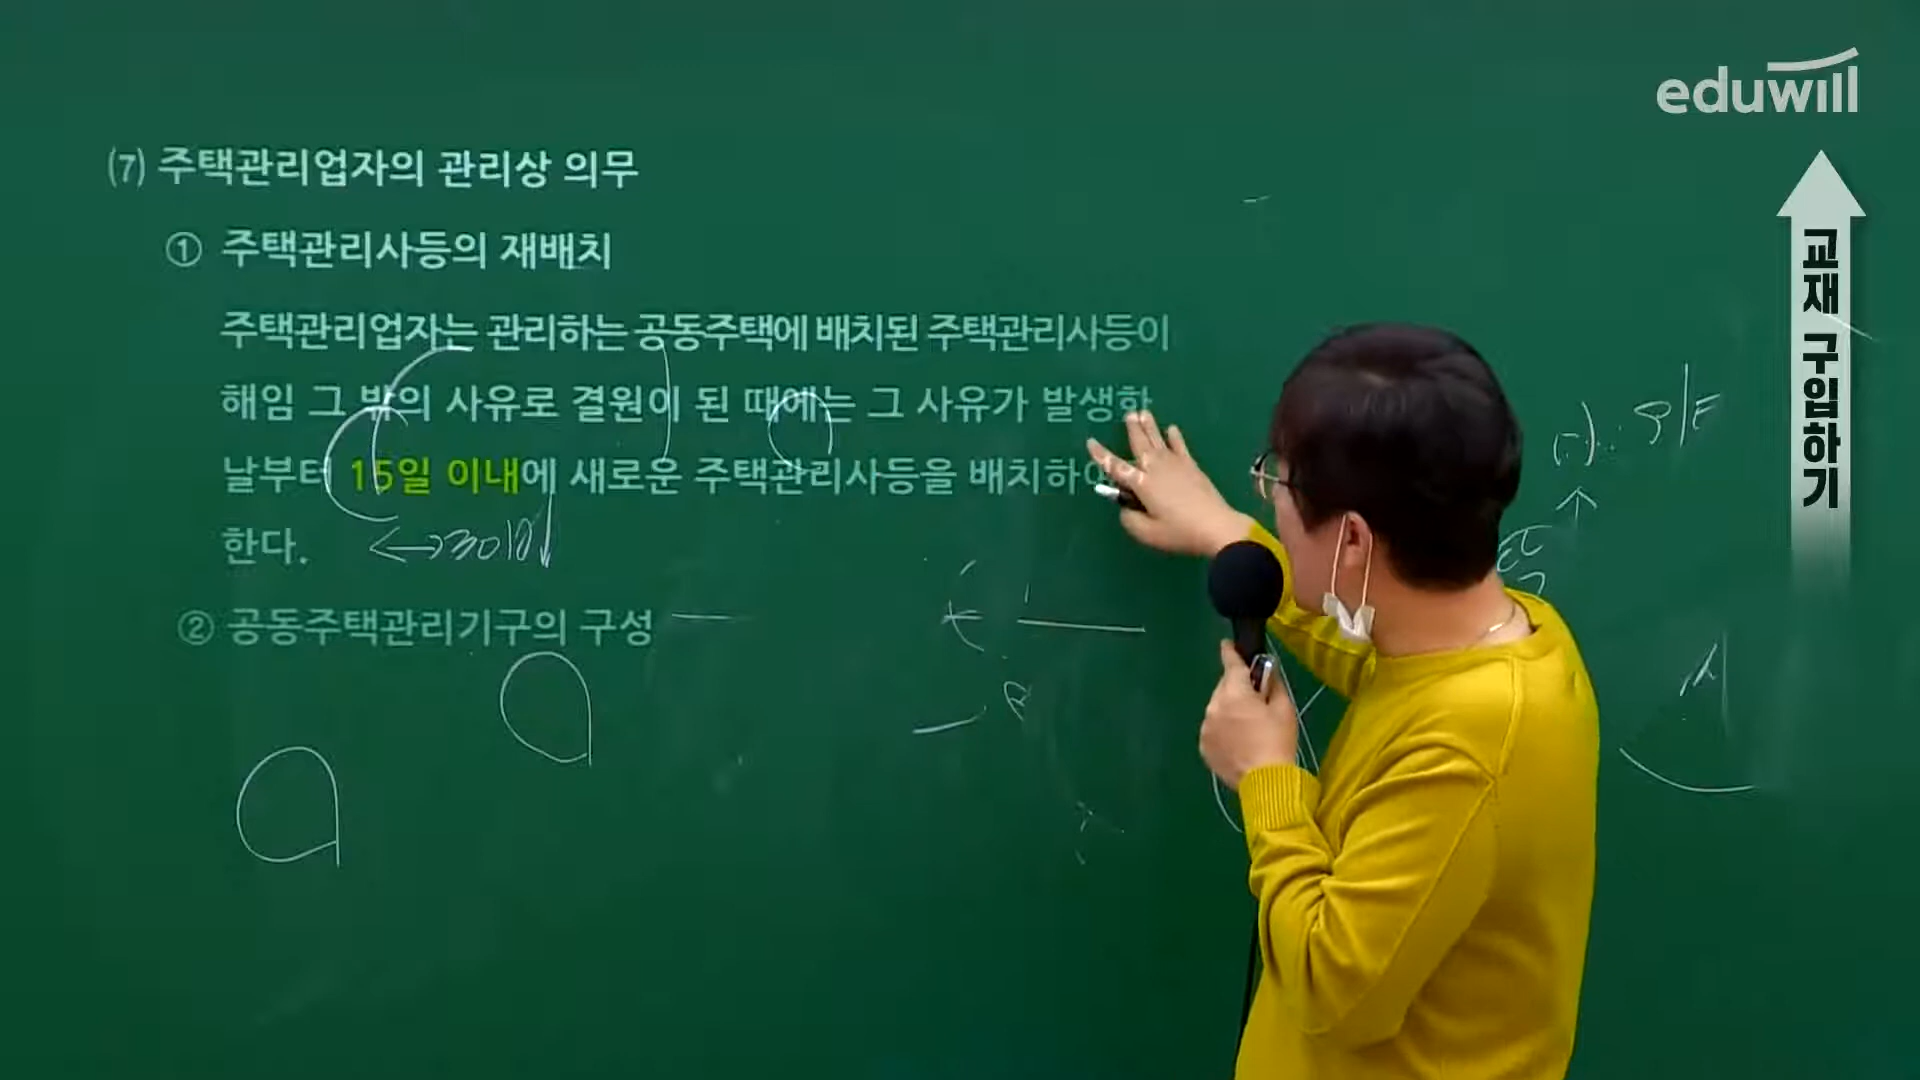 eduwill
(7) 주택관리업자의 관리상 의무
① 주택관리사등의 재배치
주택관리업자는 관리하는 공동주택에 배치된 주택관리사등이
해임 그 밖의 사유로 결원이 된 때에는 그 사유가 발생한
날부터 15일 이내에 새로운 주택관리사등을 배치하여
한다.
↔30일
② 공동주택관리기구의 구성
교재 구입하기